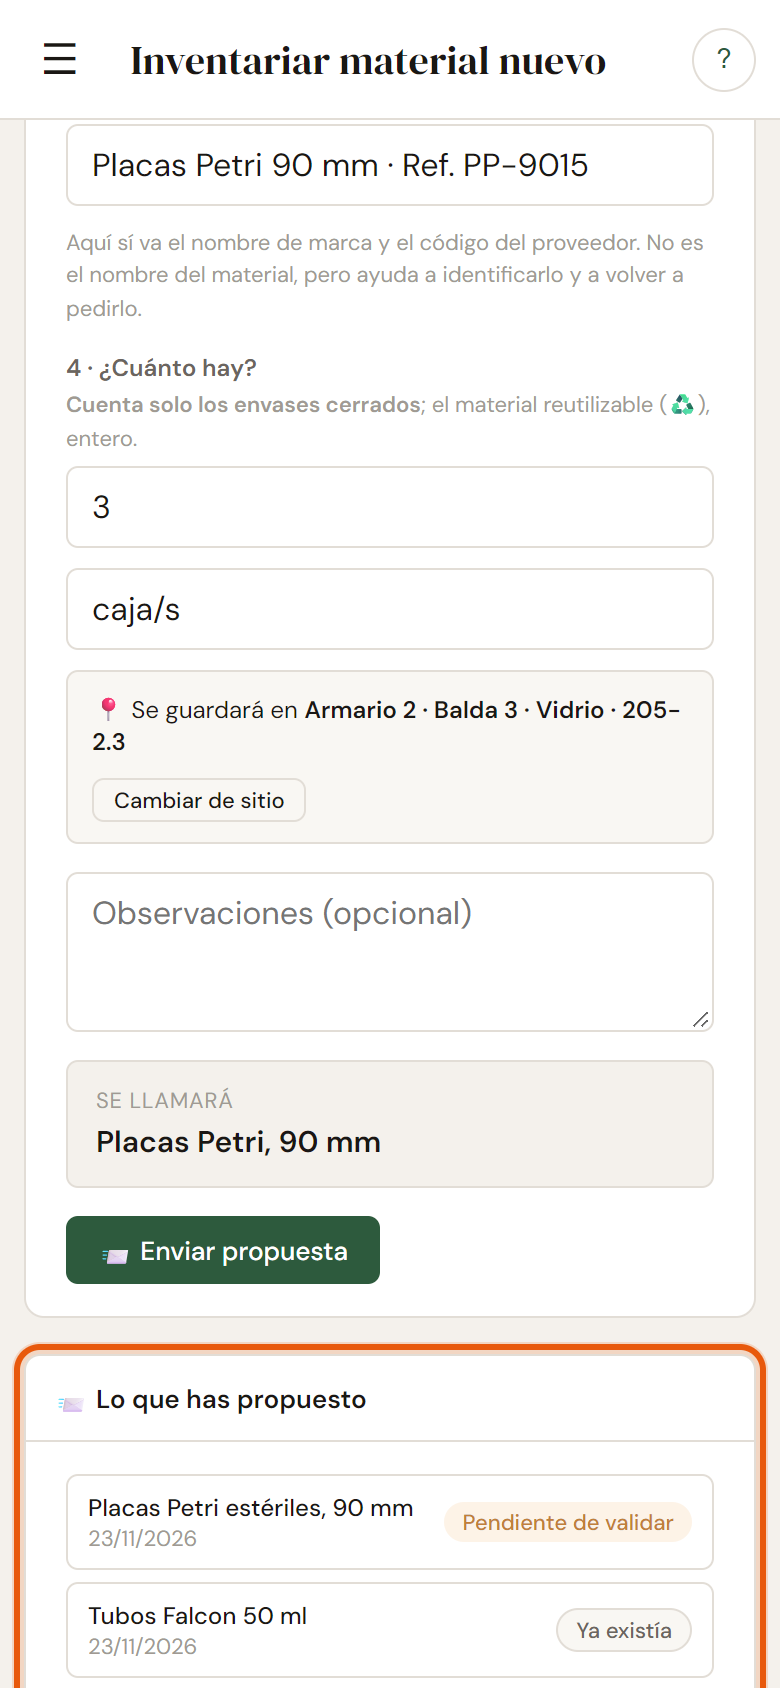 ☰ Inventariar material nuevo ?
Placas Petri 90 mm · Ref. PP-9015
Aquí sí va el nombre de marca y el código del proveedor. No es
el nombre del material, pero ayuda a identificarlo y a volver a
pedirlo.
4 · ¿Cuánto hay?
Cuenta solo los envases cerrados; el material reutilizable (♻️),
entero.
3
caja/s
📍 Se guardará en Armario 2 · Balda 3 · Vidrio · 205-
2.3
Cambiar de sitio
Observaciones (opcional)
SE LLAMARÁ
Placas Petri, 90 mm
📨 Enviar propuesta
📨 Lo que has propuesto
Placas Petri estériles, 90 mm
Pendiente de validar
23/11/2026
Tubos Falcon 50 ml
Ya existía
23/11/2026